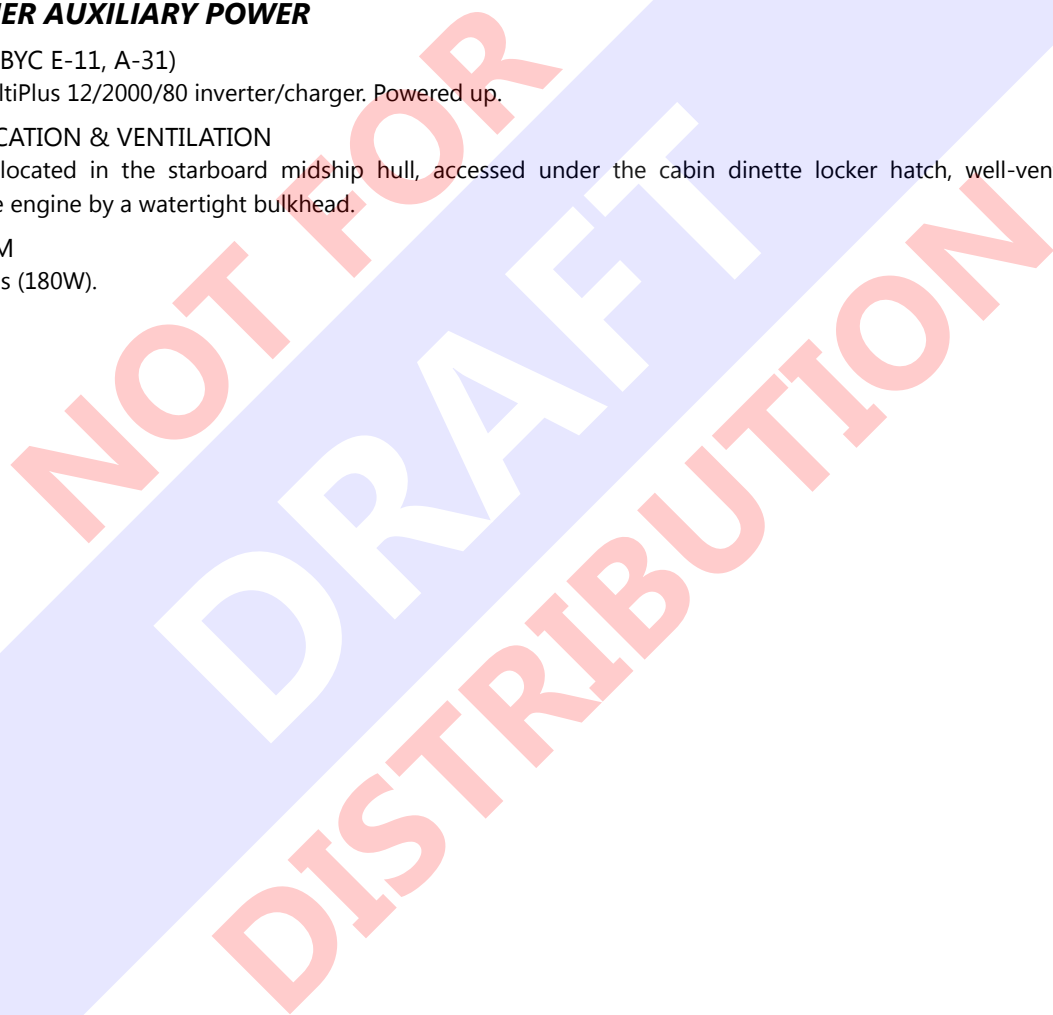 ER AUXILIARY POWER
BYC E-11, A-31)
ltiPlus 12/2000/80 inverter/charger. Powered up.
CATION & VENTILATION
located in the starboard midship hull, accessed under the cabin dinette locker hatch, well-ven
e engine by a watertight bulkhead.
M
s (180W).
NOT FOR
DRAFT
DISTRIBUTION